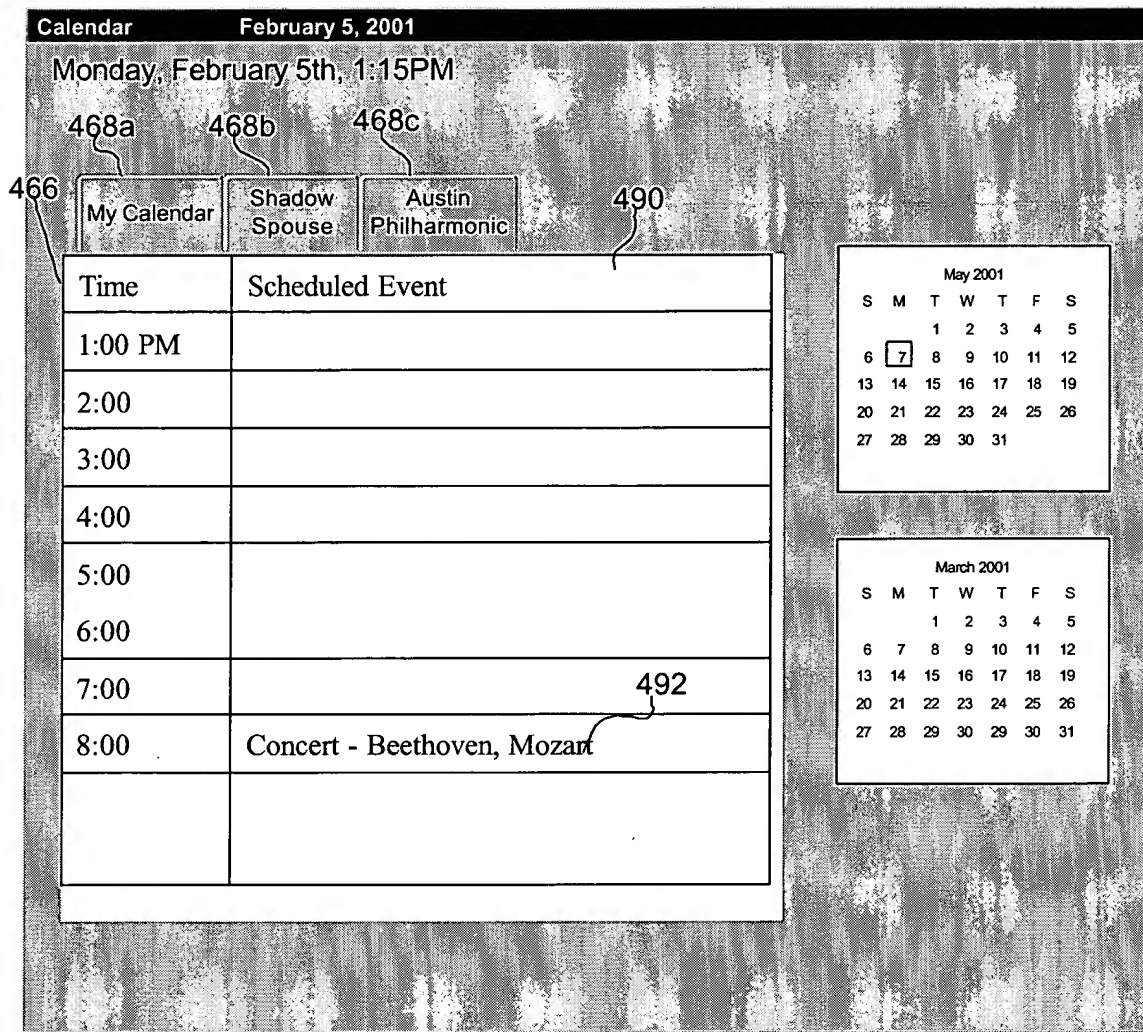 Calendar February 5, 2001
Monday, February 5th, 1:15PM
468a 468b 468c
466
My Calendar
Shadow Spouse
Austin Philharmonic
490
Time Scheduled Event
1:00 PM
2:00
3:00
4:00
5:00
6:00
7:00
492
8:00 Concert - Beethoven, Mozart
May 2001
S M T W T F S
1 2 3 4 5
6 7 8 9 10 11 12
13 14 15 16 17 18 19
20 21 22 23 24 25 26
27 28 29 30 31
March 2001
S M T W T F S
1 2 3 4 5
6 7 8 9 10 11 12
13 14 15 16 17 18 19
20 21 22 23 24 25 26
27 28 29 30 29 30 31